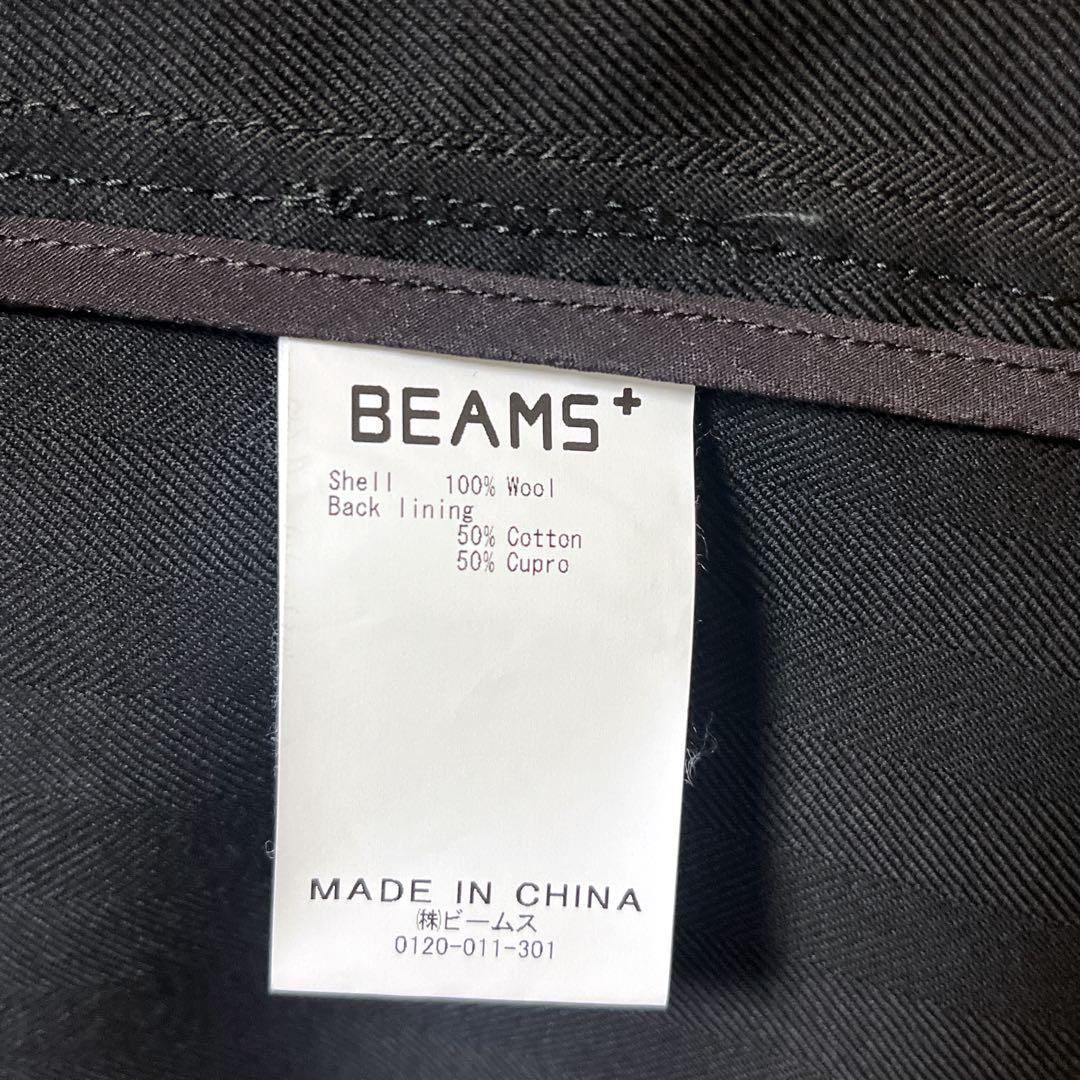 BEAMS+
Shell 100% Wool
Back lining
50% Cotton
50% Cupro
MADE IN CHINA
㈱ビームス
0120-011-301